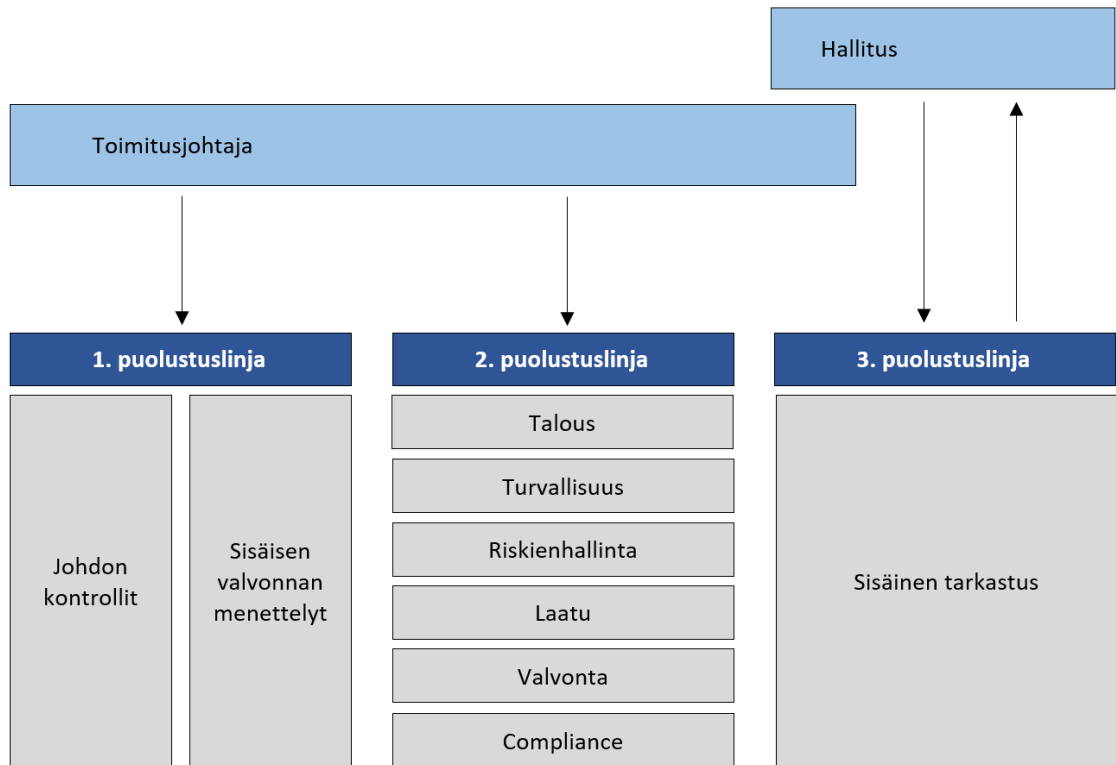 Hallitus
Toimitusjohtaja
1. puolustuslinja
2. puolustuslinja
3. puolustuslinja
Johdon
kontrollit
Sisäisen
valvonnan
menettelyt
Talous
Turvallisuus
Riskienhallinta
Laatu
Valvonta
Compliance
Sisäinen tarkastus